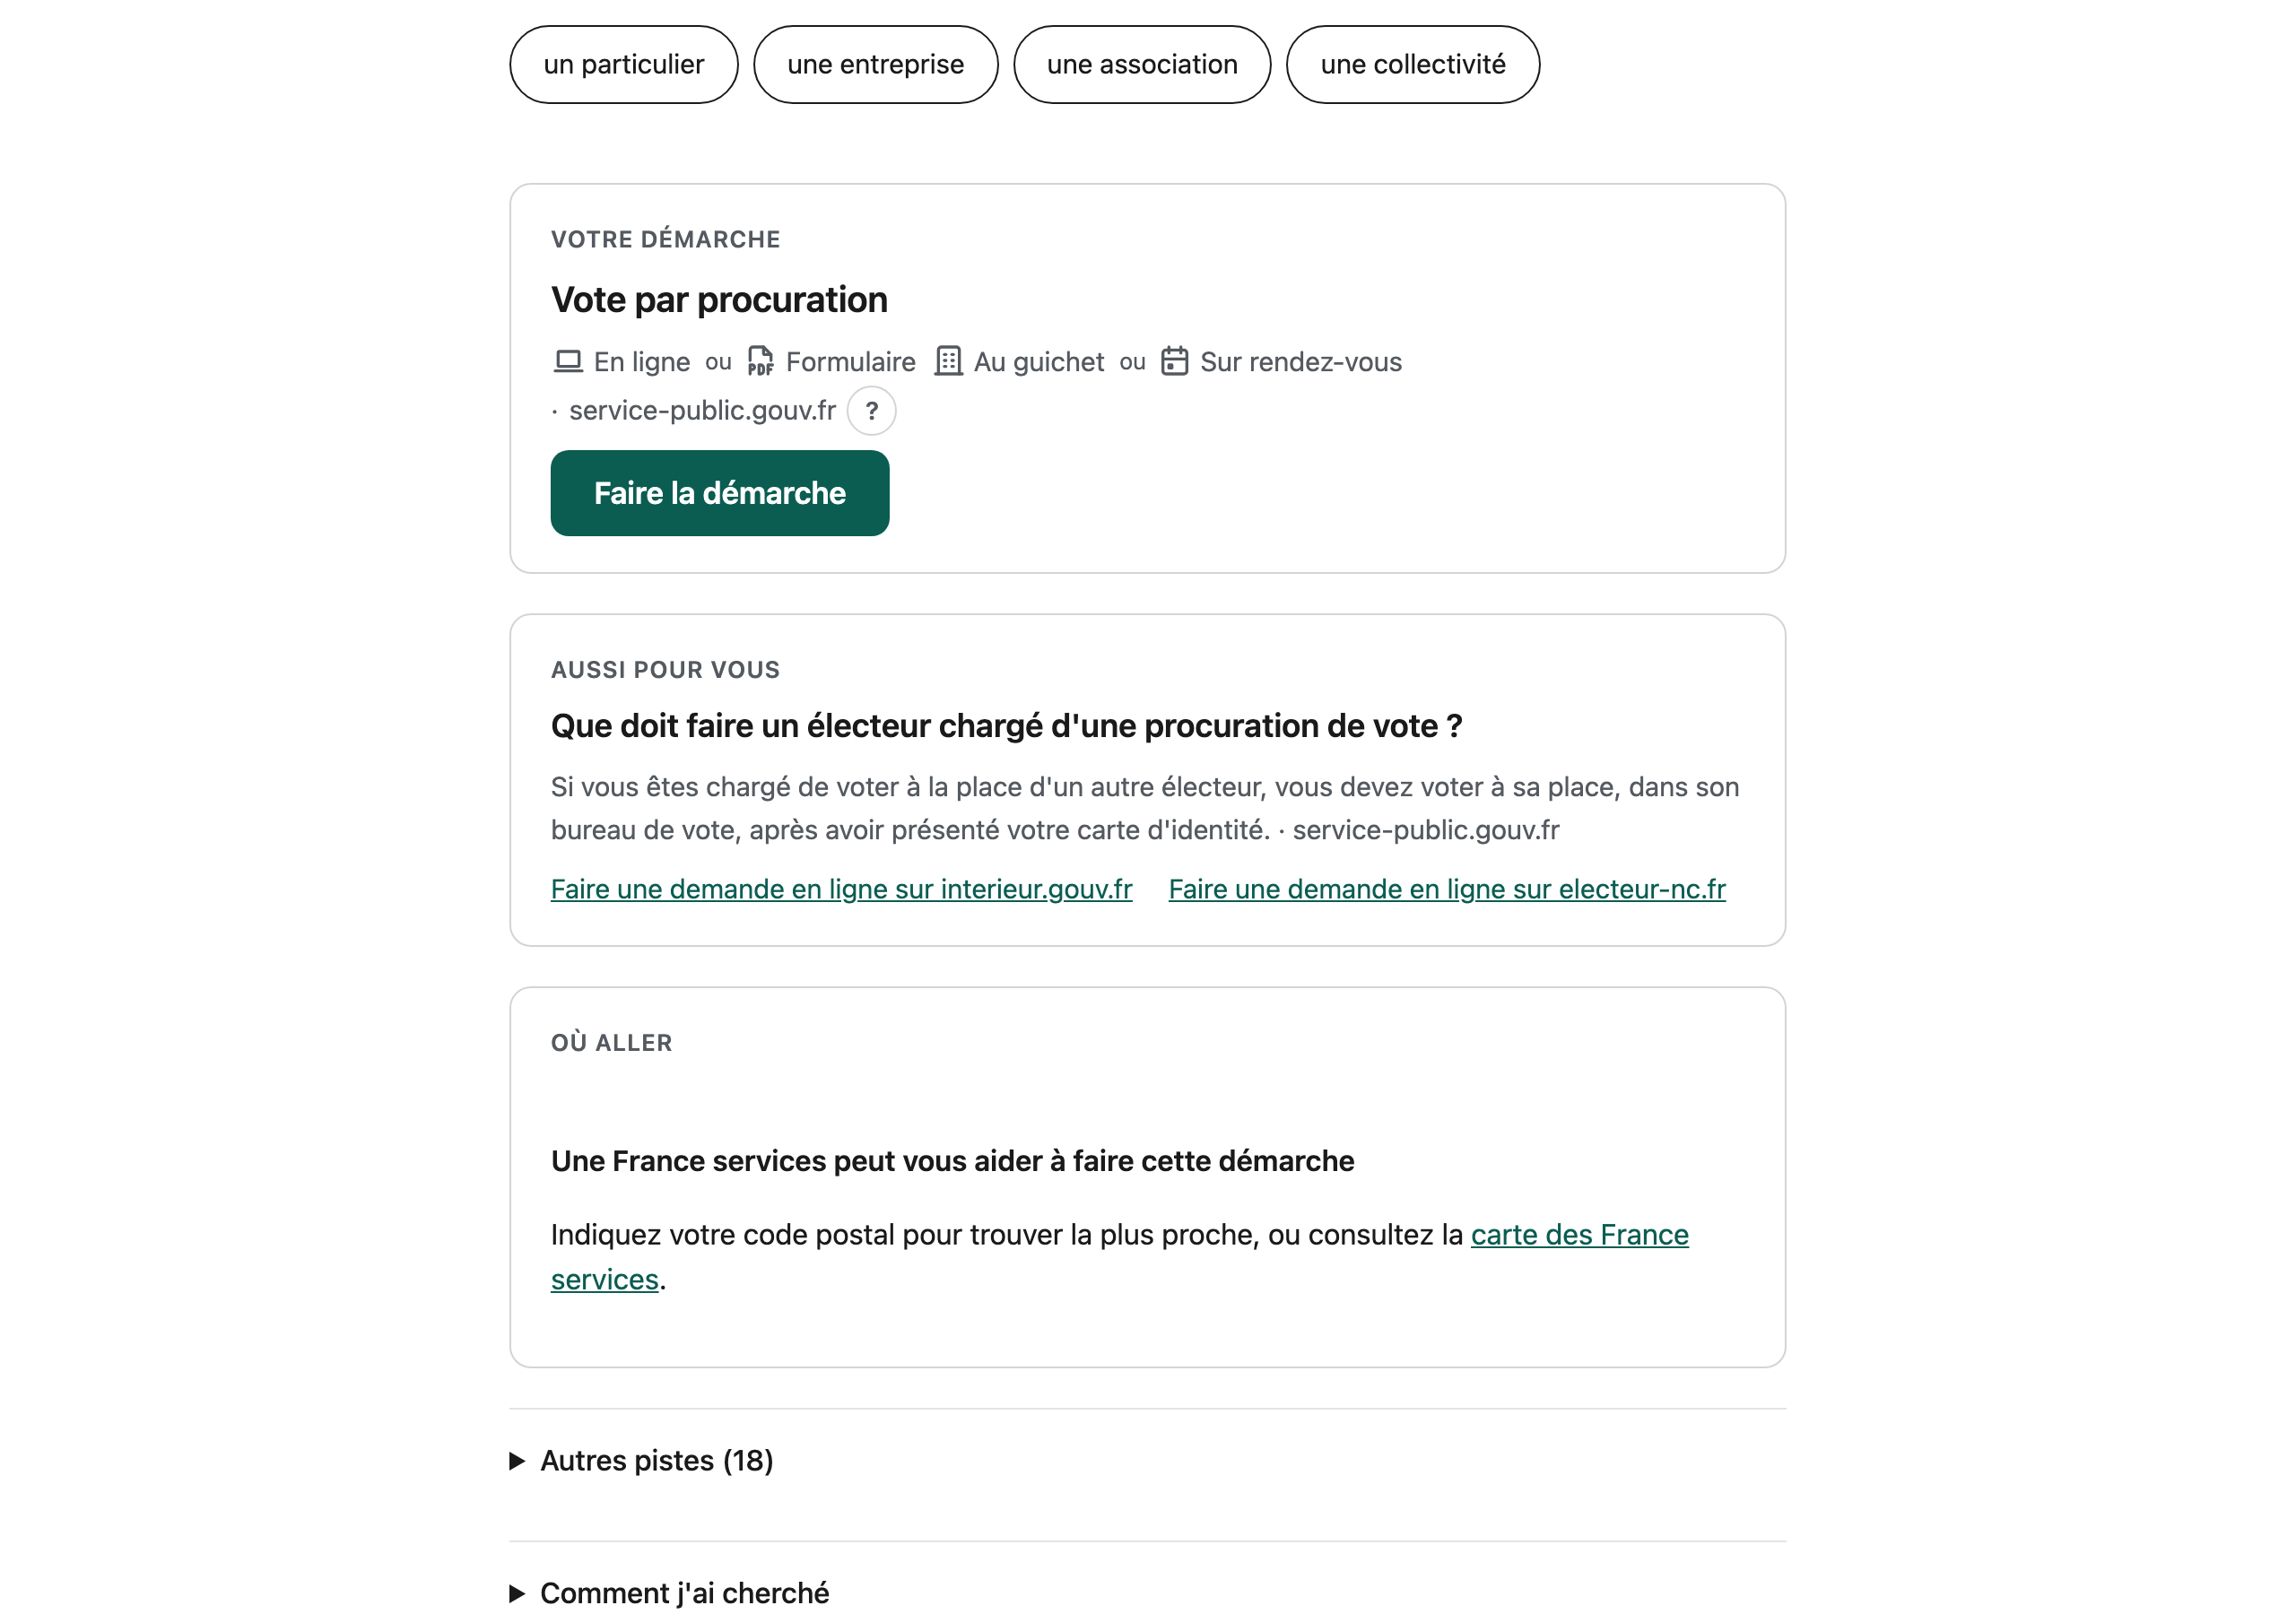 un particulier une entreprise une association une collectivité
VOTRE DÉMARCHE
Vote par procuration
En ligne ou PDF Formulaire Au guichet ou Sur rendez-vous
· service-public.gouv.fr ?
Faire la démarche
AUSSI POUR VOUS
Que doit faire un électeur chargé d'une procuration de vote ?
Si vous êtes chargé de voter à la place d'un autre électeur, vous devez voter à sa place, dans son
bureau de vote, après avoir présenté votre carte d'identité. · service-public.gouv.fr
Faire une demande en ligne sur interieur.gouv.fr Faire une demande en ligne sur electeur-nc.fr
OÙ ALLER
Une France services peut vous aider à faire cette démarche
Indiquez votre code postal pour trouver la plus proche, ou consultez la carte des France
services.
Autres pistes (18)
Comment j'ai cherché